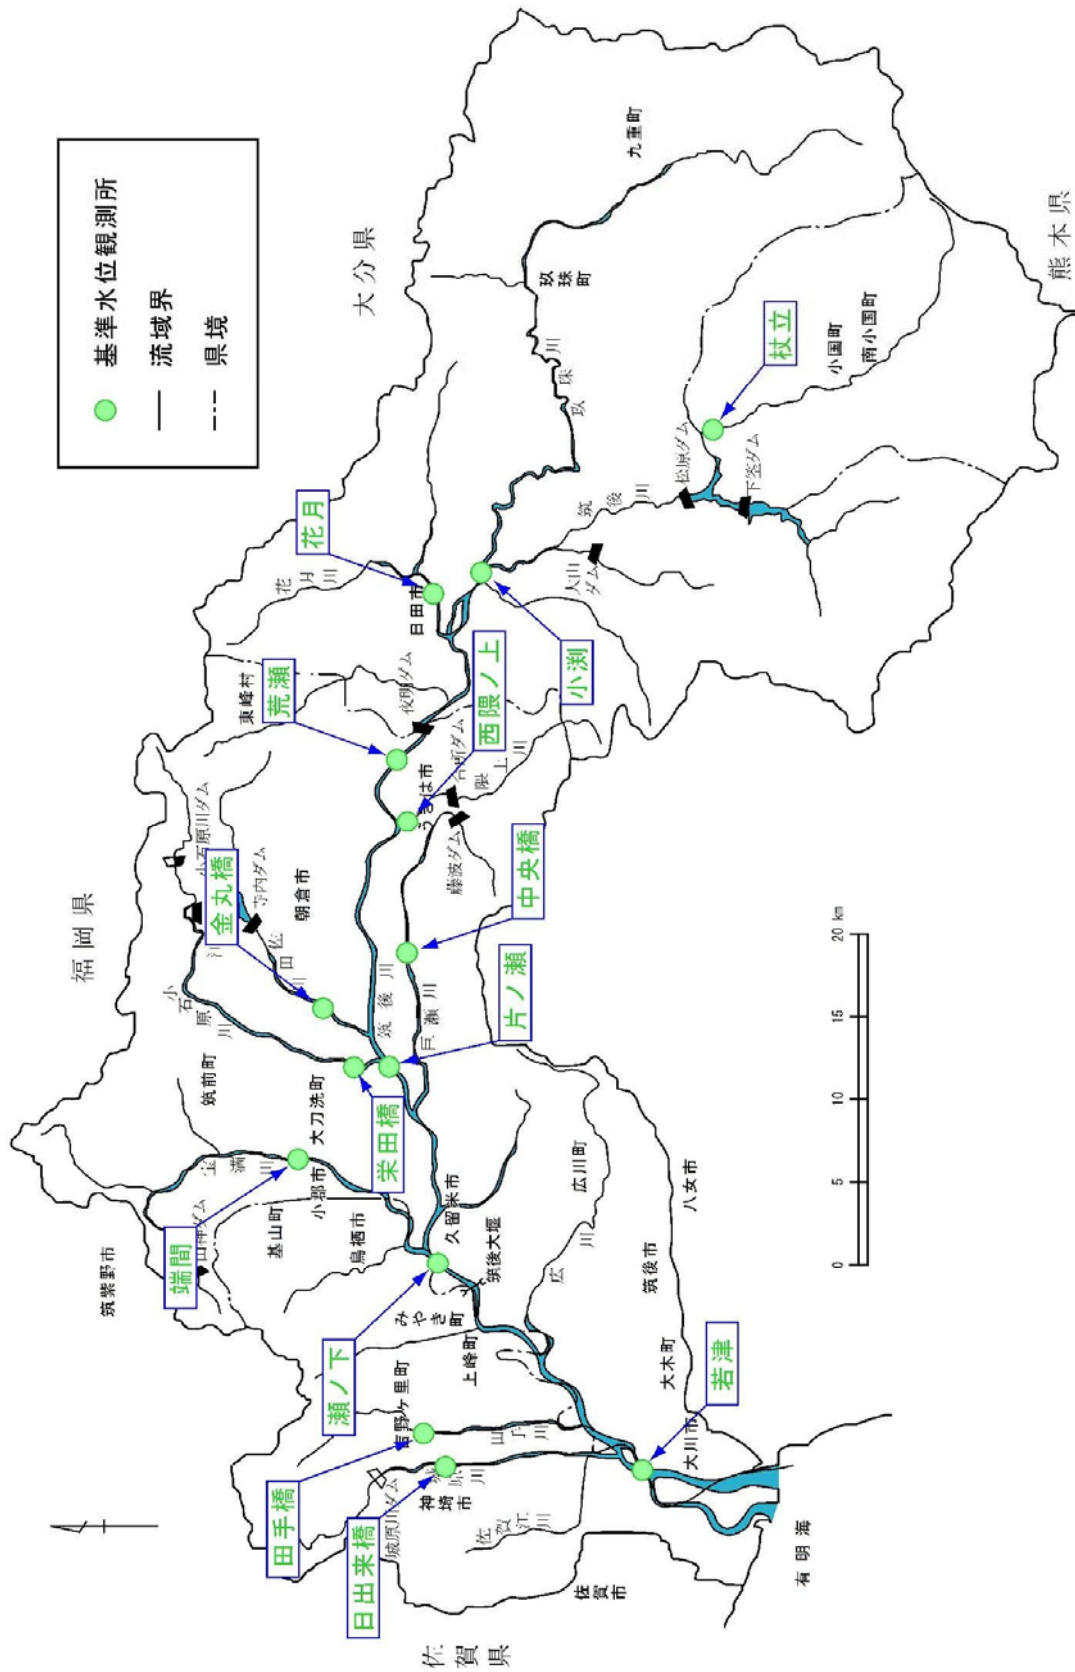 基準水位観測所
流域界
県境
福岡県
大分県
熊本県
佐賀県
筑紫野市
端間
山神ダム
基山町
小郡市
鳥栖市
宝満川
筑前町
大刀洗町
栄田橋
小石原川
金丸橋
小石原川ダム
寺内ダム
佐田川
朝倉市
東峰村
荒瀬
夜明ダム
花月
花月川
日田市
玖珠町
九重町
玖珠川
小渕
西隈ノ上
うきは市
合所ダム
隈上川
藤波ダム
中央橋
片ノ瀬
筑後川
巨瀬川
大山ダム
筑後川
松原ダム
下筌ダム
杖立
小国町
南小国町
瀬ノ下
久留米市
筑後大堰
みやき町
上峰町
吉野ヶ里町
田手橋
日出来橋
城原川ダム
城原川
神埼市
佐賀江川
佐賀市
広川
広川町
八女市
筑後市
大木町
若津
大川市
有明海
0
5
10
15
20 km